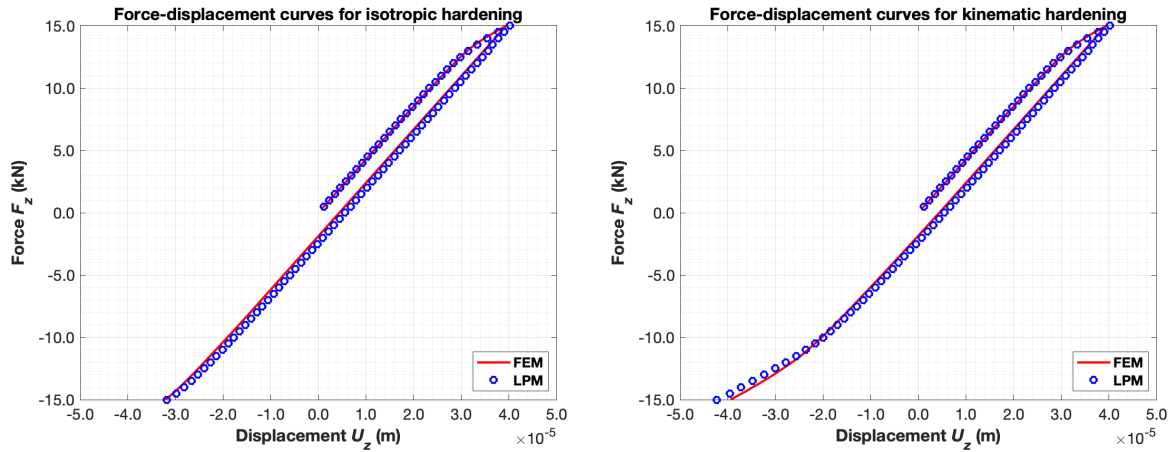 Force-displacement curves for isotropic hardening
15.0
10.0
5.0
0.0
-5.0
-10.0
-15.0
Force F_z (kN)
-5.0 -4.0 -3.0 -2.0 -1.0 0.0 1.0 2.0 3.0 4.0 5.0
Displacement U_z (m)
×10^-5
FEM
LPM
Force-displacement curves for kinematic hardening
15.0
10.0
5.0
0.0
-5.0
-10.0
-15.0
Force F_z (kN)
-5.0 -4.0 -3.0 -2.0 -1.0 0.0 1.0 2.0 3.0 4.0 5.0
Displacement U_z (m)
×10^-5
FEM
LPM